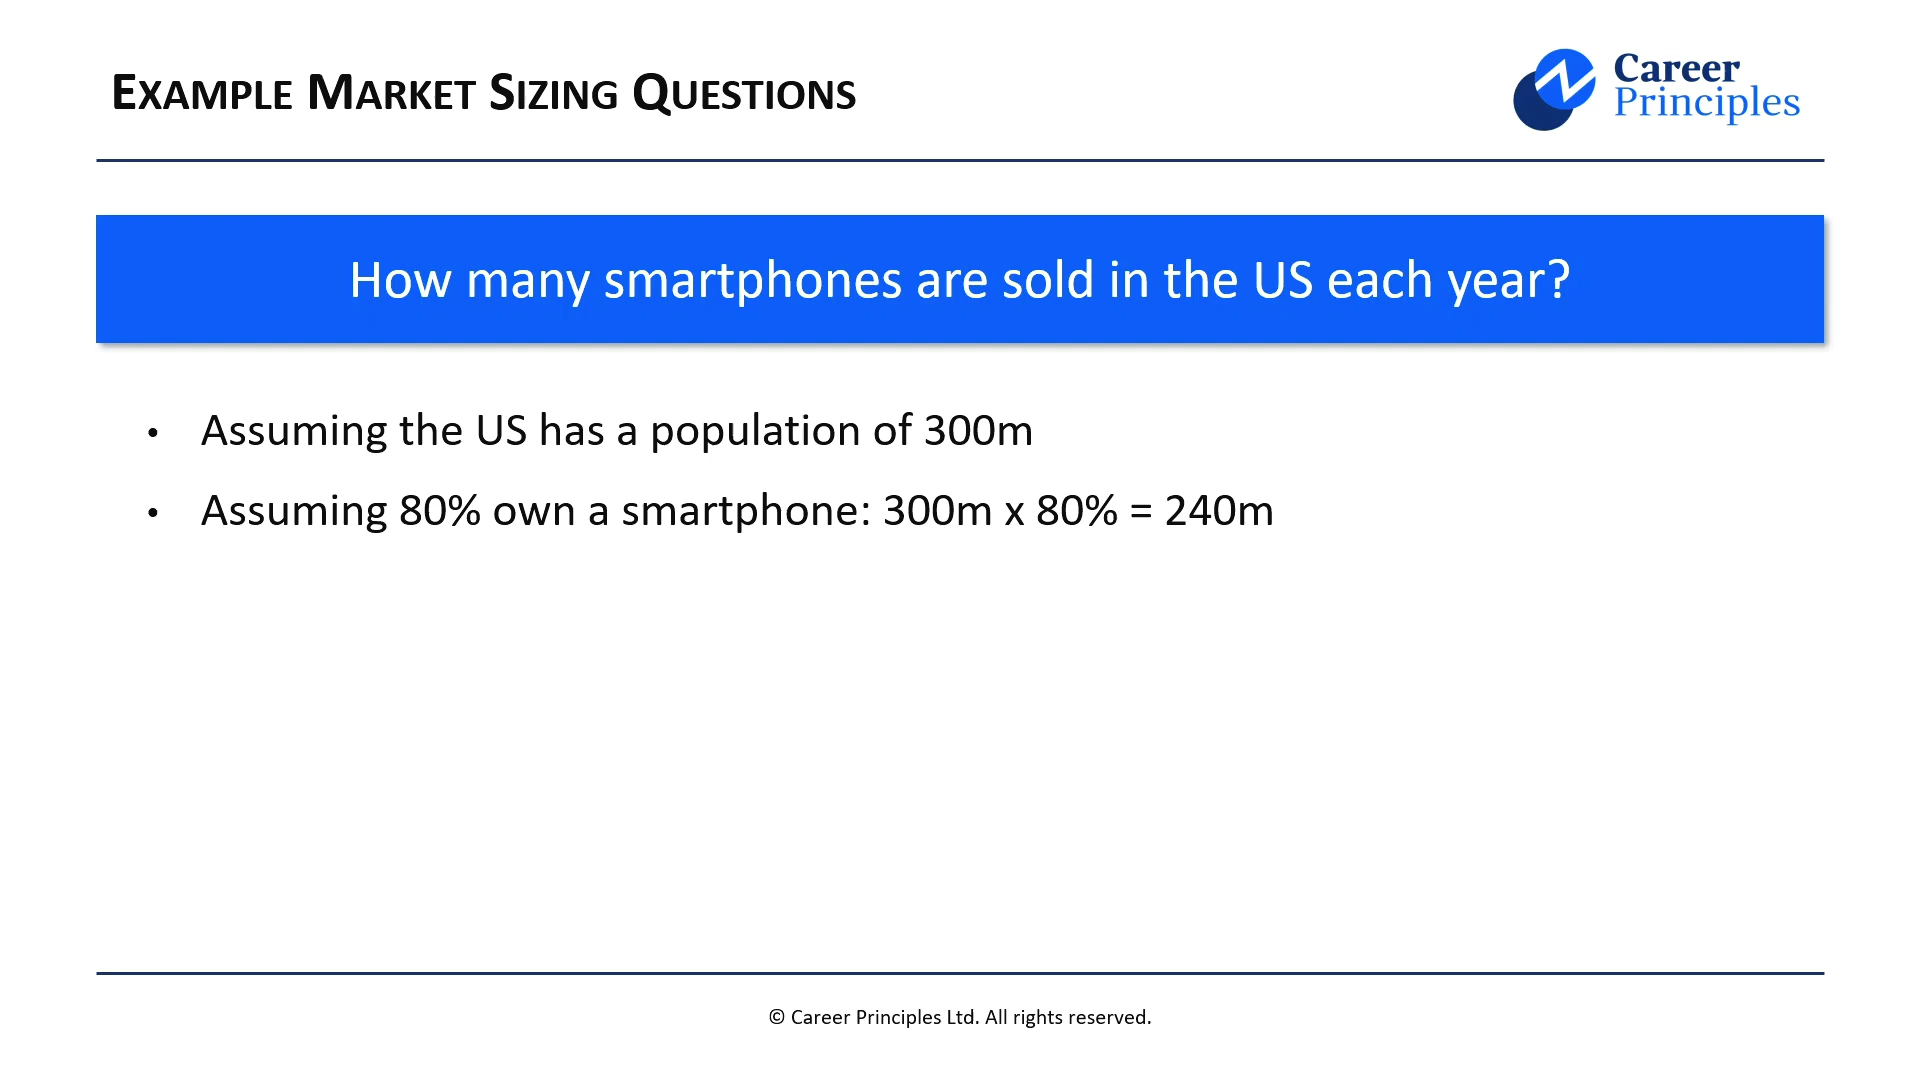 EXAMPLE MARKET SIZING QUESTIONS
Career
Principles
How many smartphones are sold in the US each year?
• Assuming the US has a population of 300m
• Assuming 80% own a smartphone: 300m x 80% = 240m
© Career Principles Ltd. All rights reserved.